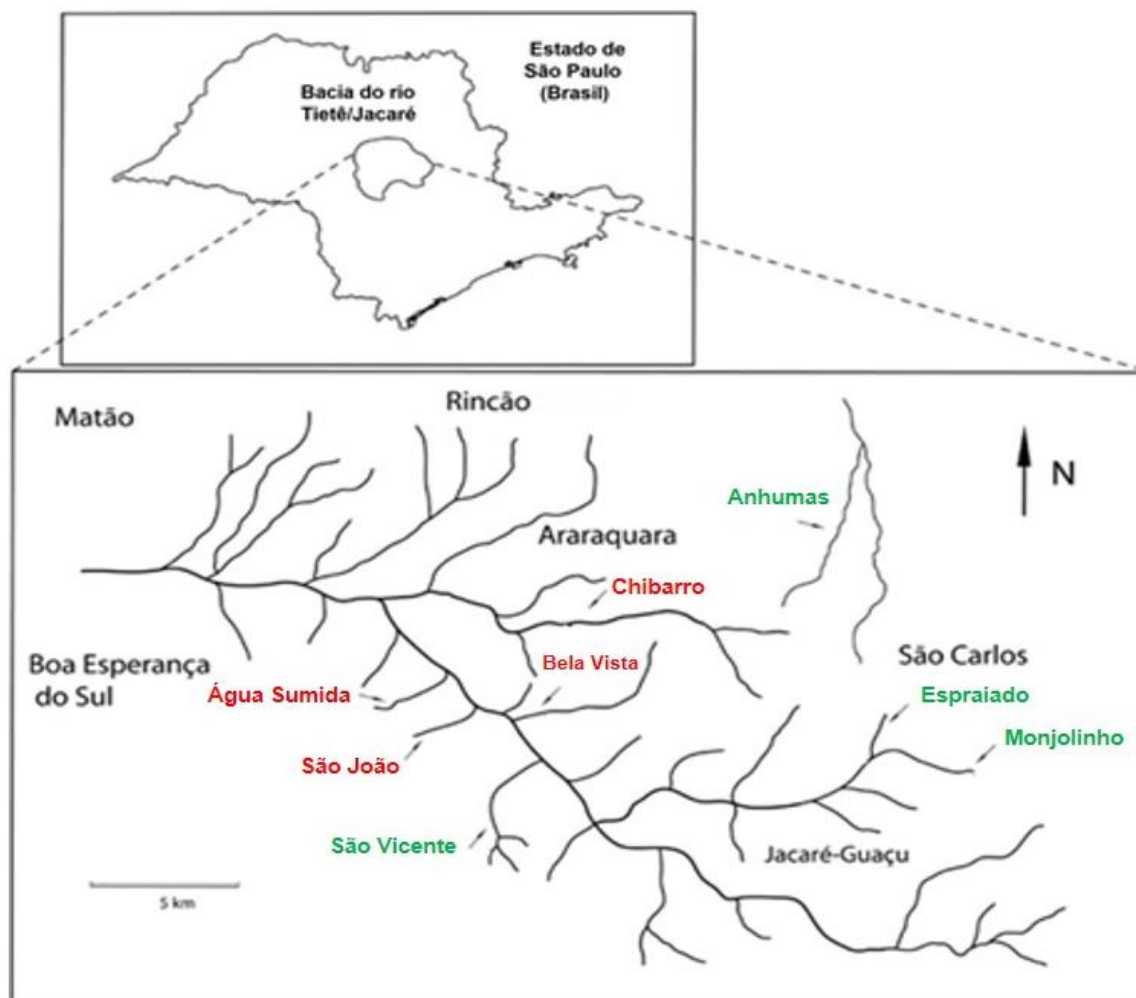 Estado de
São Paulo
(Brasil)
Bacia do rio
Tietê/Jacaré
Matão
Rincão
N
Anhumas
Araraquara
Chibarro
Boa Esperança
do Sul
Bela Vista
São Carlos
Água Sumida
Espraiado
São João
Monjolinho
São Vicente
Jacaré-Guaçu
5 km